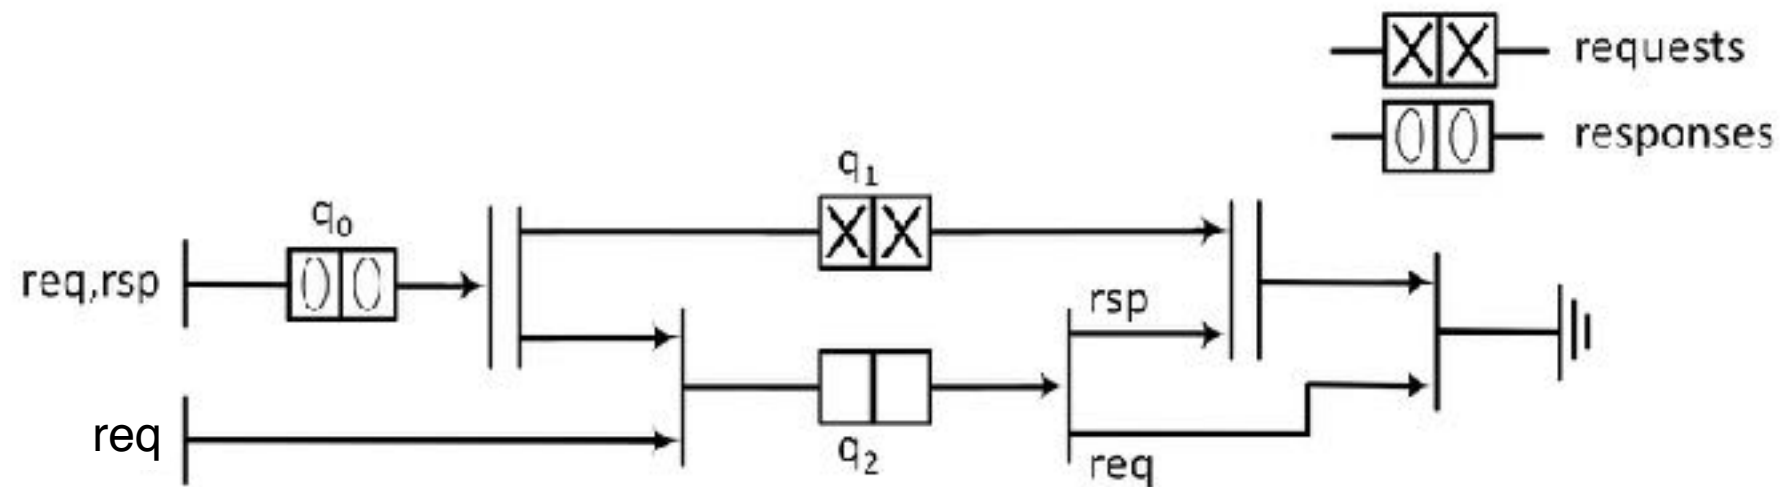 requests
responses
q₁
q₀
req,rsp
rsp
req
q₂
req